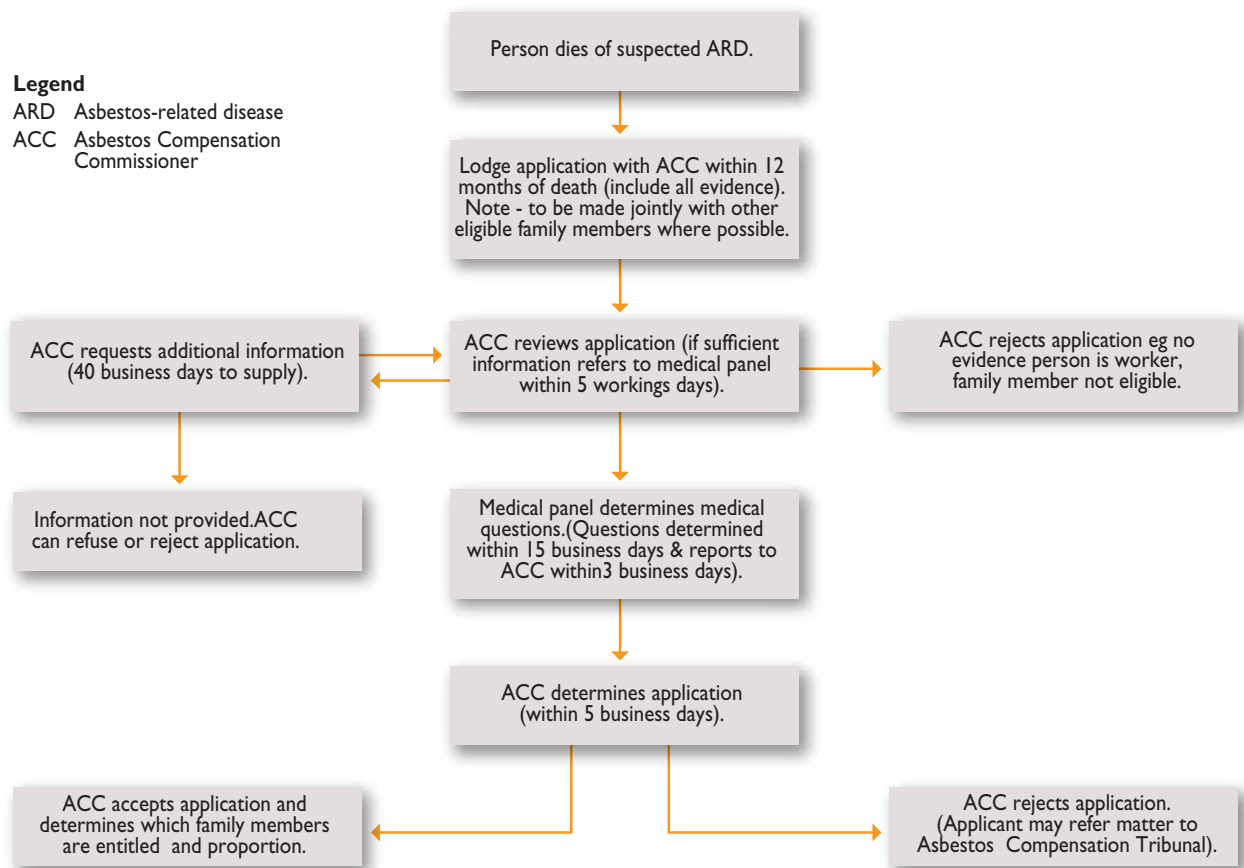 Person dies of suspected ARD.
Legend
ARD Asbestos-related disease
ACC Asbestos Compensation
Commissioner
Lodge application with ACC within 12
months of death (include all evidence).
Note - to be made jointly with other
eligible family members where possible.
ACC requests additional information
(40 business days to supply).
ACC reviews application (if sufficient
information refers to medical panel
within 5 workings days).
ACC rejects application eg no
evidence person is worker,
family member not eligible.
Information not provided.ACC
can refuse or reject application.
Medical panel determines medical
questions.(Questions determined
within 15 business days & reports to
ACC within3 business days).
ACC determines application
(within 5 business days).
ACC accepts application and
determines which family members
are entitled and proportion.
ACC rejects application.
(Applicant may refer matter to
Asbestos Compensation Tribunal).